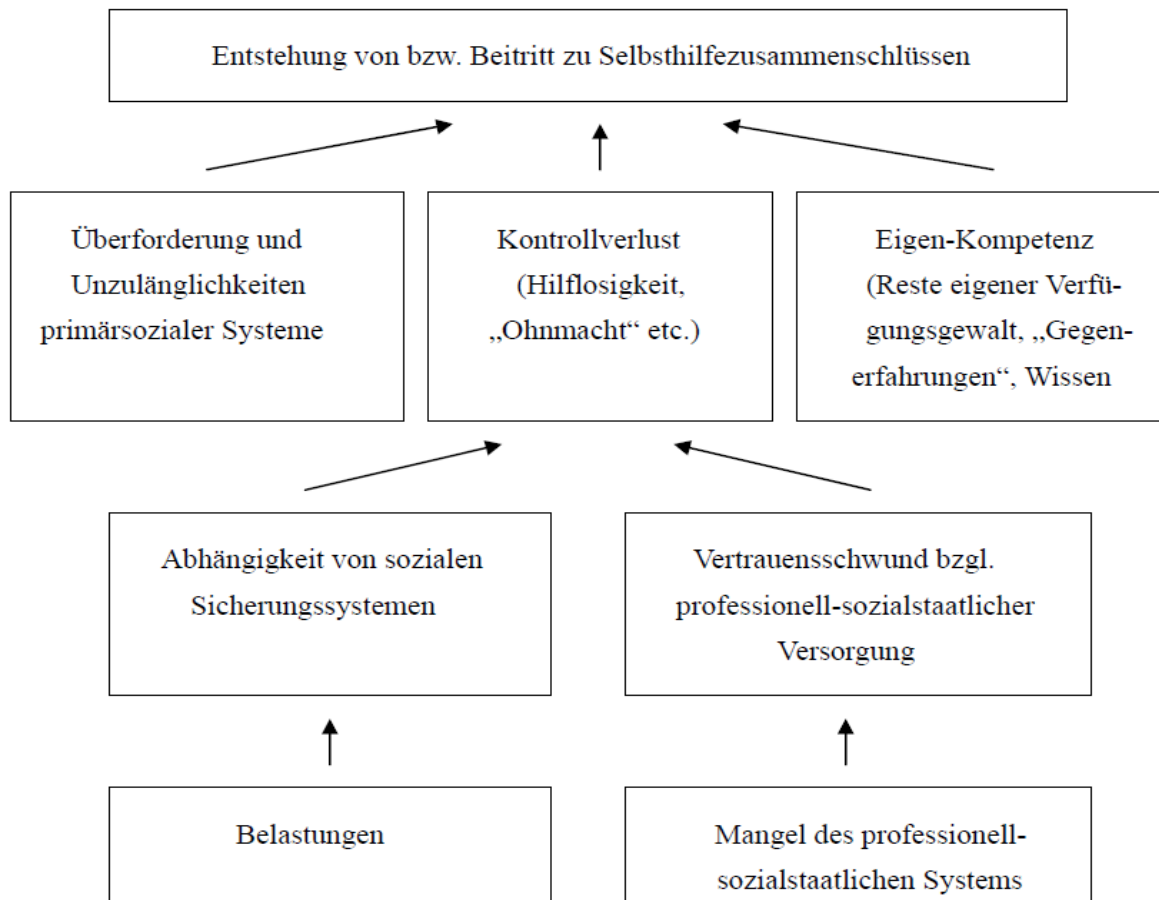 Entstehung von bzw. Beitritt zu Selbsthilfezusammenschlüssen
Überforderung und
Unzulänglichkeiten
primärsozialer Systeme
Kontrollverlust
(Hilflosigkeit,
„Ohnmacht“ etc.)
Eigen-Kompetenz
(Reste eigener Verfü-
gungsgewalt, „Gegen-
erfahrungen“, Wissen
Abhängigkeit von sozialen
Sicherungssystemen
Vertrauensschwund bzgl.
professionell-sozialstaatlicher
Versorgung
Belastungen
Mangel des professionell-
sozialstaatlichen Systems